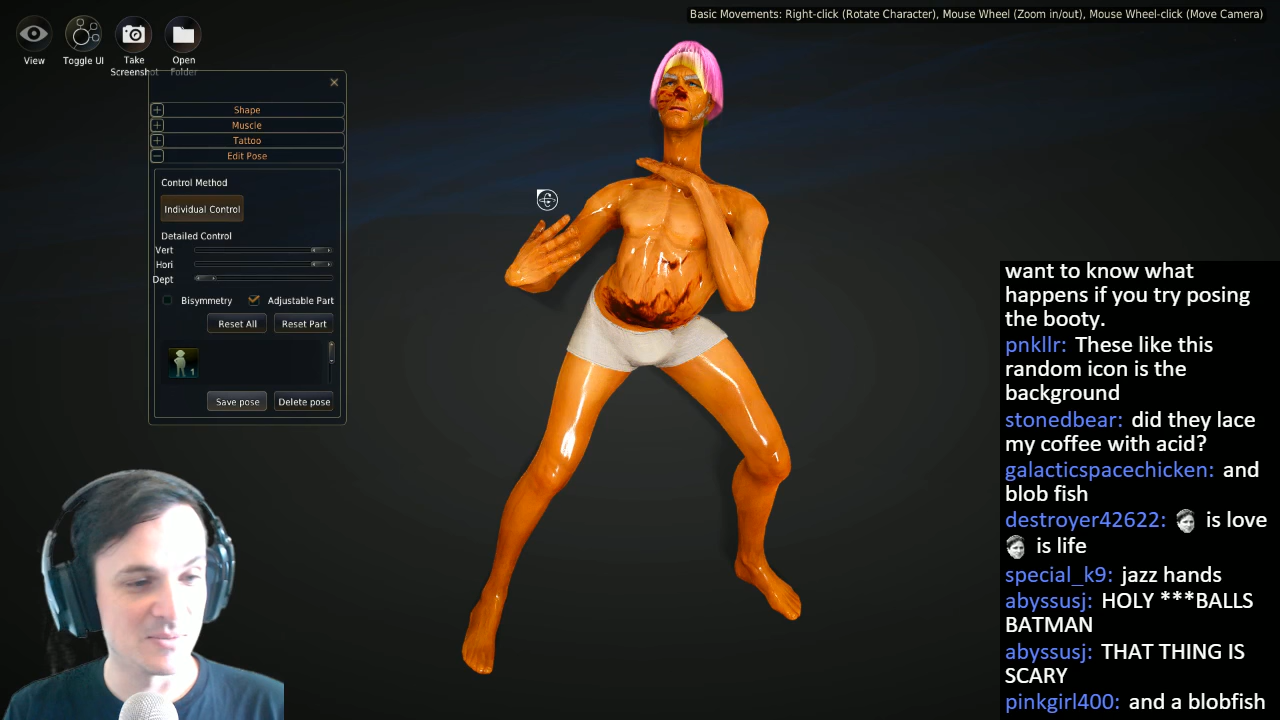 Basic Movements: Right-click (Rotate Character), Mouse Wheel (Zoom in/out), Mouse Wheel-click (Move Camera)
View
Toggle UI
Take
Screenshot
Open
Folder
Shape
Muscle
Tattoo
Edit Pose
Control Method
Individual Control
Detailed Control
Vert
Hori
Dept
Bisymmetry
Adjustable Part
Reset All
Reset Part
1
Save pose
Delete pose
want to know what
happens if you try posing
the booty.
pnkllr: These like this
random icon is the
background
stonedbear: did they lace
my coffee with acid?
galacticspacechicken: and
blob fish
destroyer42622: is love
is life
special_k9: jazz hands
abyssusj: HOLY ***BALLS
BATMAN
abyssusj: THAT THING IS
SCARY
pinkgirl400: and a blobfish